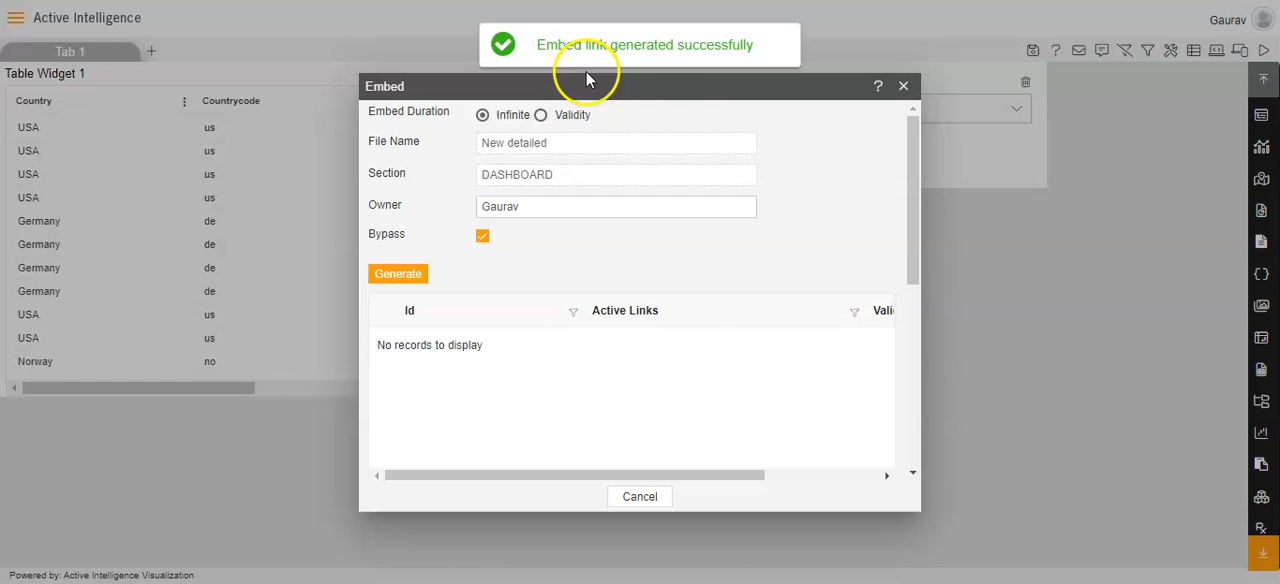 Active Intelligence
Gaurav
Embed link generated successfully
Tab 1
Table Widget 1
Country Countrycode
USA us
USA us
USA us
USA us
Germany de
Germany de
Germany de
Germany de
USA us
USA us
Norway no
Embed
Embed Duration Infinite Validity
File Name New detailed
Section DASHBOARD
Owner Gaurav
Bypass
Generate
Id Active Links
No records to display
Cancel
Powered by: Active Intelligence Visualization